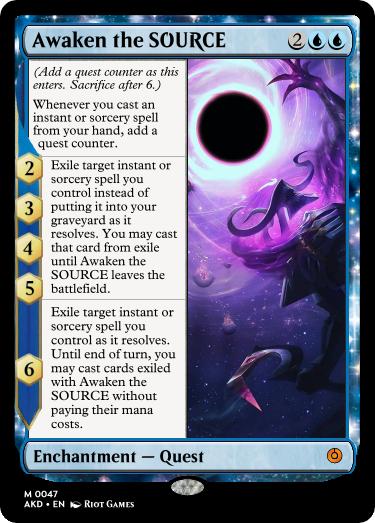 Awaken the SOURCE 2
(Add a quest counter as this
enters. Sacrifice after 6.)
Whenever you cast an
instant or sorcery spell
from your hand, add a
quest counter.
2
3
4
5
Exile target instant or
sorcery spell you
control instead of
putting it into your
graveyard as it
resolves. You may cast
that card from exile
until Awaken the
SOURCE leaves the
battlefield.
6
Exile target instant or
sorcery spell you
control as it resolves.
Until end of turn, you
may cast cards exiled
with Awaken the
SOURCE without
paying their mana
costs.
Enchantment — Quest
M 0047
AKD • EN Riot Games